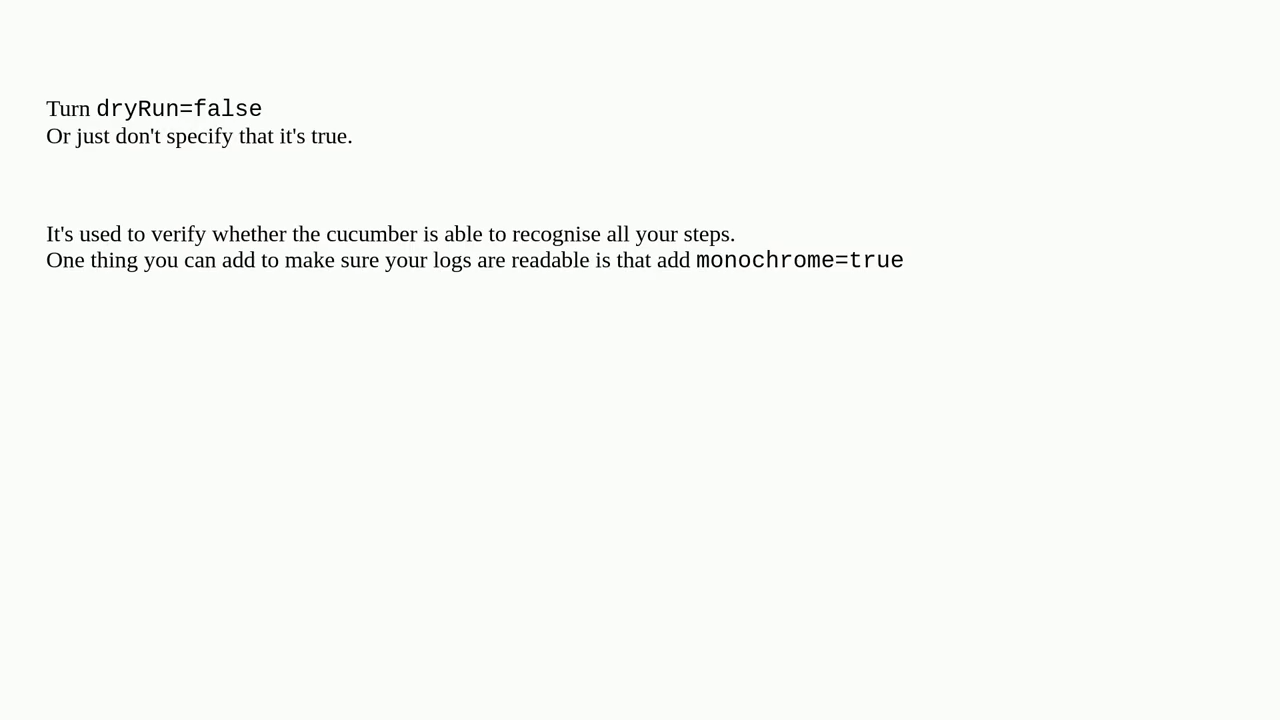 Turn dryRun=false
Or just don't specify that it's true.
It's used to verify whether the cucumber is able to recognise all your steps.
One thing you can add to make sure your logs are readable is that add monochrome=true